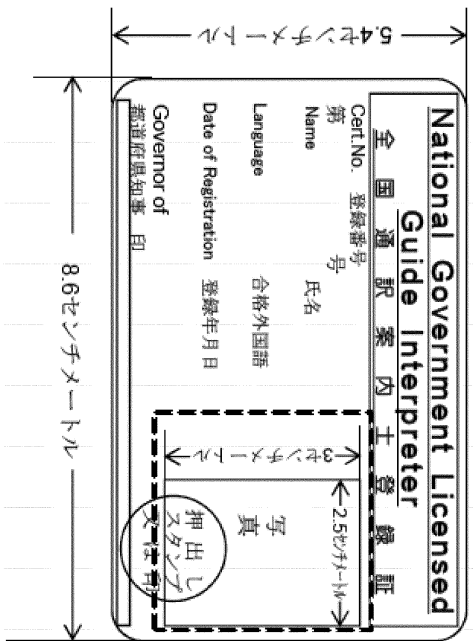 National Government Licensed
Guide Interpreter
全国通訳案内士登録証
Cert.No. 登録番号
第 号
Name 氏名
Language 合格外国語
Date of Registration 登録年月日
Governor of
都道府県知事 印
写真
押出し
スタンプ
又は印
2.5センチメートル
3センチメートル
5.4センチメートル
8.6センチメートル